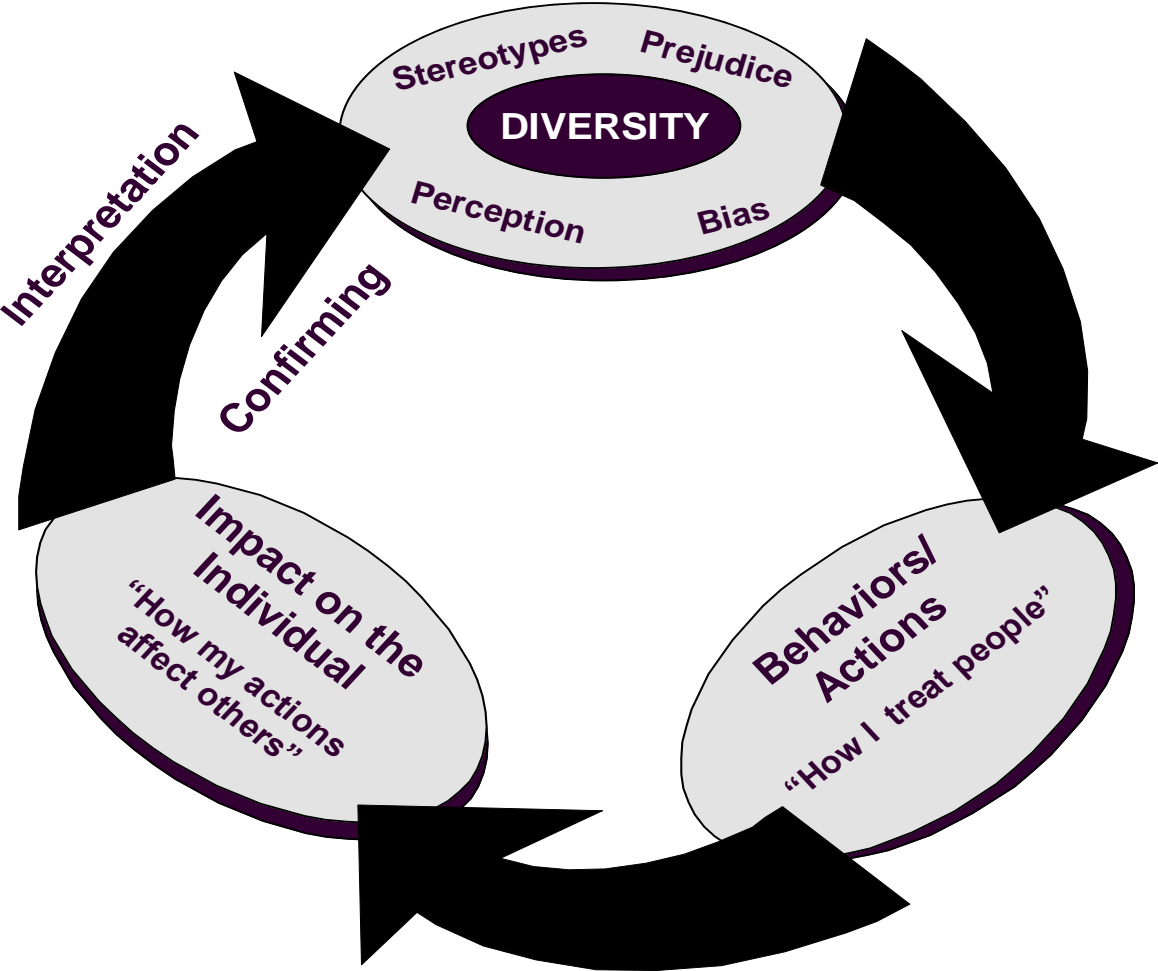 Stereotypes
Prejudice
DIVERSITY
Perception
Bias
Interpretation
Confirming
Impact on the
Individual
“How my actions
affect others”
Behaviors/
Actions
“How I treat people”